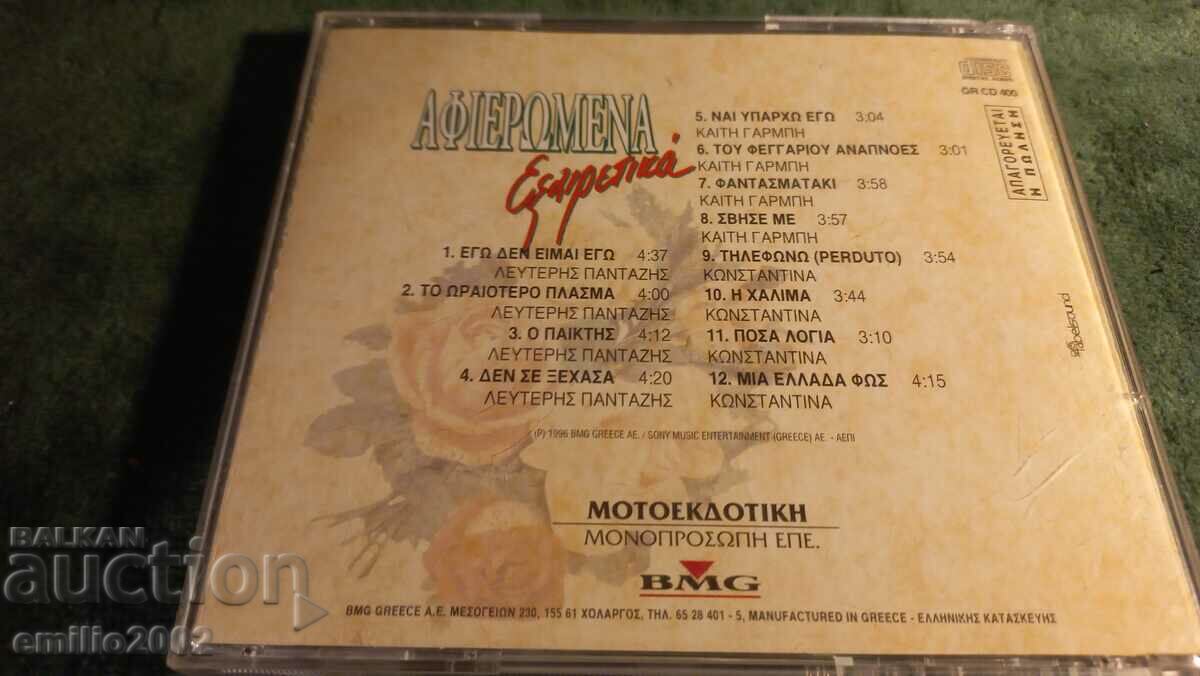 ΑΦΙΕΡΩΜΕΝΑ
Εξαιρετικά
1. ΕΓΩ ΔΕΝ ΕΙΜΑΙ ΕΓΩ 4:37
ΛΕΥΤΕΡΗΣ ΠΑΝΤΑΖΗΣ
2. ΤΟ ΩΡΑΙΟΤΕΡΟ ΠΛΑΣΜΑ 4:00
ΛΕΥΤΕΡΗΣ ΠΑΝΤΑΖΗΣ
3. Ο ΠΑΙΚΤΗΣ 4:12
ΛΕΥΤΕΡΗΣ ΠΑΝΤΑΖΗΣ
4. ΔΕΝ ΣΕ ΞΕΧΑΣΑ 4:20
ΛΕΥΤΕΡΗΣ ΠΑΝΤΑΖΗΣ
5. ΝΑΙ ΥΠΑΡΧΩ ΕΓΩ 3:04
ΚΑΙΤΗ ΓΑΡΜΠΗ
6. ΤΟΥ ΦΕΓΓΑΡΙΟΥ ΑΝΑΠΝΟΕΣ 3:01
ΚΑΙΤΗ ΓΑΡΜΠΗ
7. ΦΑΝΤΑΣΜΑΤΑΚΙ 3:58
ΚΑΙΤΗ ΓΑΡΜΠΗ
8. ΣΒΗΣΕ ΜΕ 3:57
ΚΑΙΤΗ ΓΑΡΜΠΗ
9. ΤΗΛΕΦΩΝΩ (PERDUTO) 3:54
ΚΩΝΣΤΑΝΤΙΝΑ
10. Η ΧΑΛΙΜΑ 3:44
ΚΩΝΣΤΑΝΤΙΝΑ
11. ΠΟΣΑ ΛΟΓΙΑ 3:10
ΚΩΝΣΤΑΝΤΙΝΑ
12. ΜΙΑ ΕΛΛΑΔΑ ΦΩΣ 4:15
ΚΩΝΣΤΑΝΤΙΝΑ
disc
DIGITAL AUDIO
GR CD 400
ΑΠΑΓΟΡΕΥΕΤΑΙ
Η ΠΩΛΗΣΗ
labelsound
(P) 1996 BMG GREECE AE. / SONY MUSIC ENTERTAINMENT (GREECE) AE. - ΑΕΠΙ
ΜΟΤΟΕΚΔΟΤΙΚΗ
ΜΟΝΟΠΡΟΣΩΠΗ ΕΠΕ.
BMG
BMG GREECE A.E. ΜΕΣΟΓΕΙΩΝ 230, 155 61 ΧΟΛΑΡΓΟΣ, ΤΗΛ. 65 28 401 - 5, MANUFACTURED IN GREECE - ΕΛΛΗΝΙΚΗΣ ΚΑΤΑΣΚΕΥΗΣ
BALKAN
auction
emilio2002